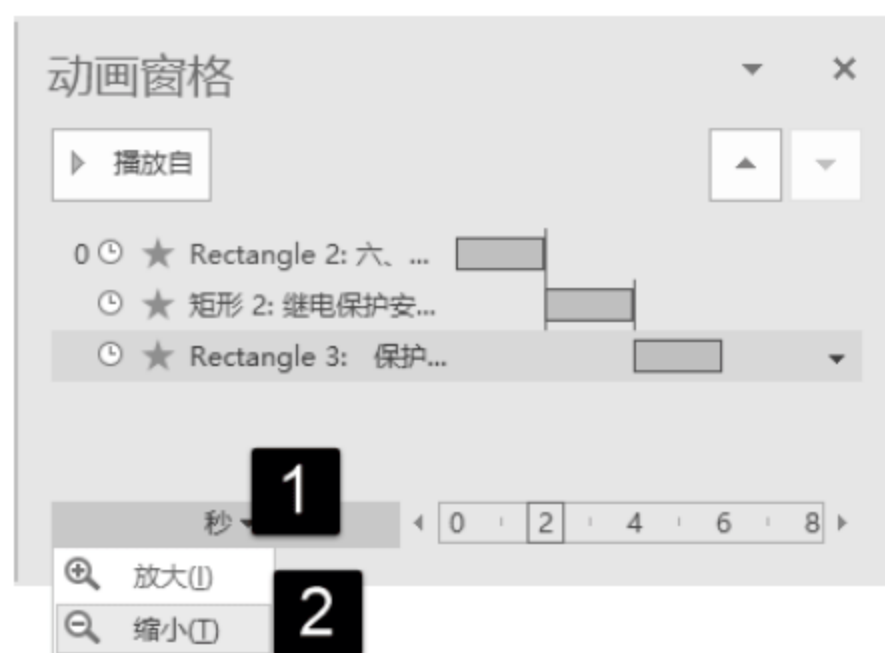 动画窗格
播放自
0 Rectangle 2: 六、...
矩形 2: 继电保护安...
Rectangle 3: 保护...
1
秒
0 2 4 6 8
放大(I)
2
缩小(T)